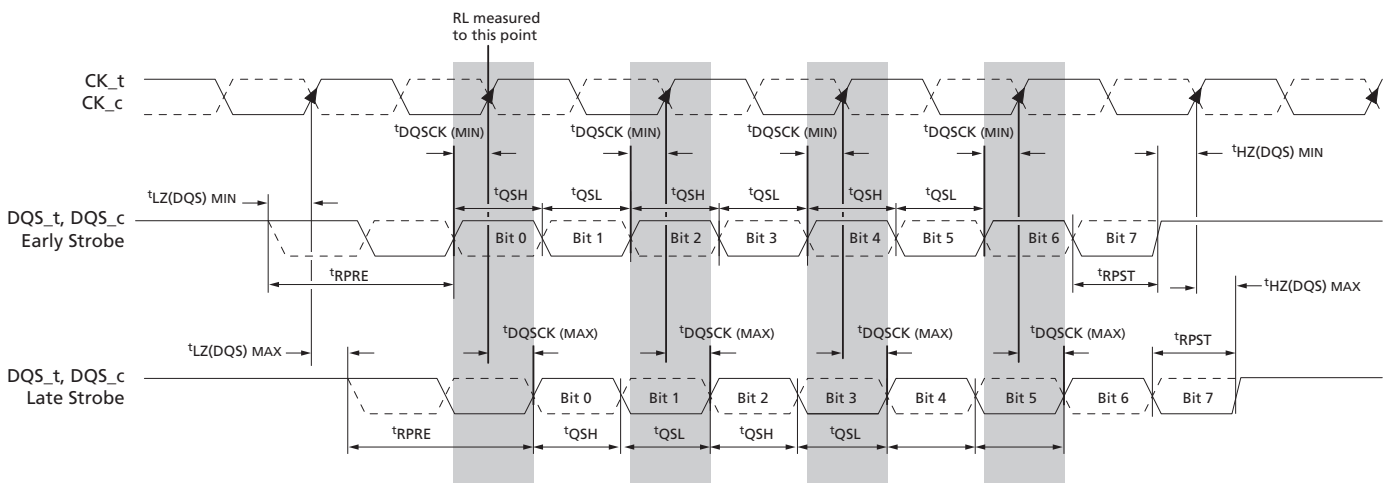 RL measured
to this point
CK_t
CK_c
tDQSCK (MIN) tDQSCK (MIN) tDQSCK (MIN) tDQSCK (MIN)
tHZ(DQS) MIN
tLZ(DQS) MIN
tQSH tQSL tQSH tQSL tQSH tQSL
DQS_t, DQS_c
Early Strobe
Bit 0 Bit 1 Bit 2 Bit 3 Bit 4 Bit 5 Bit 6 Bit 7
tRPRE
tRPST
tHZ(DQS) MAX
tLZ(DQS) MAX
tDQSCK (MAX) tDQSCK (MAX) tDQSCK (MAX) tDQSCK (MAX)
tRPST
DQS_t, DQS_c
Late Strobe
Bit 0 Bit 1 Bit 2 Bit 3 Bit 4 Bit 5 Bit 6 Bit 7
tRPRE
tQSH tQSL tQSH tQSL